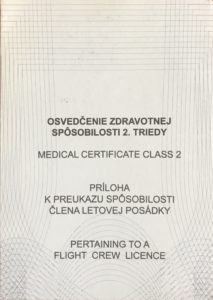 OSVEDČENIE ZDRAVOTNEJ
SPÔSOBILOSTI 2. TRIEDY
MEDICAL CERTIFICATE CLASS 2
PRÍLOHA
K PREUKAZU SPÔSOBILOSTI
ČLENA LETOVEJ POSÁDKY
PERTAINING TO A
FLIGHT CREW LICENCE